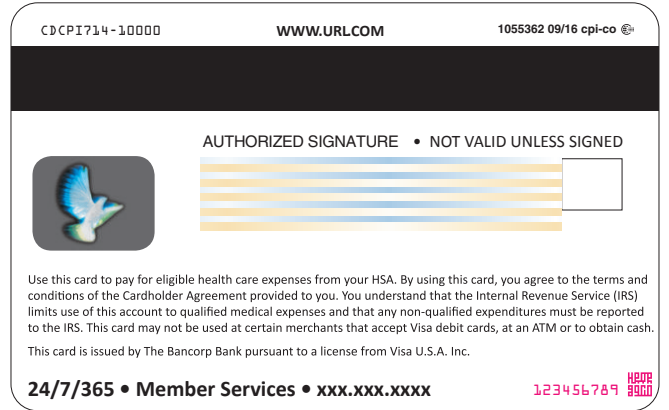 CDCPI714-10000 WWW.URL.COM 1055362 09/16 cpi-co
AUTHORIZED SIGNATURE • NOT VALID UNLESS SIGNED
Use this card to pay for eligible health care expenses from your HSA. By using this card, you agree to the terms and
conditions of the Cardholder Agreement provided to you. You understand that the Internal Revenue Service (IRS)
limits use of this account to qualified medical expenses and that any non-qualified expenditures must be reported
to the IRS. This card may not be used at certain merchants that accept Visa debit cards, at an ATM or to obtain cash.
This card is issued by The Bancorp Bank pursuant to a license from Visa U.S.A. Inc.
24/7/365 • Member Services • xxx.xxx.xxxx 123456789